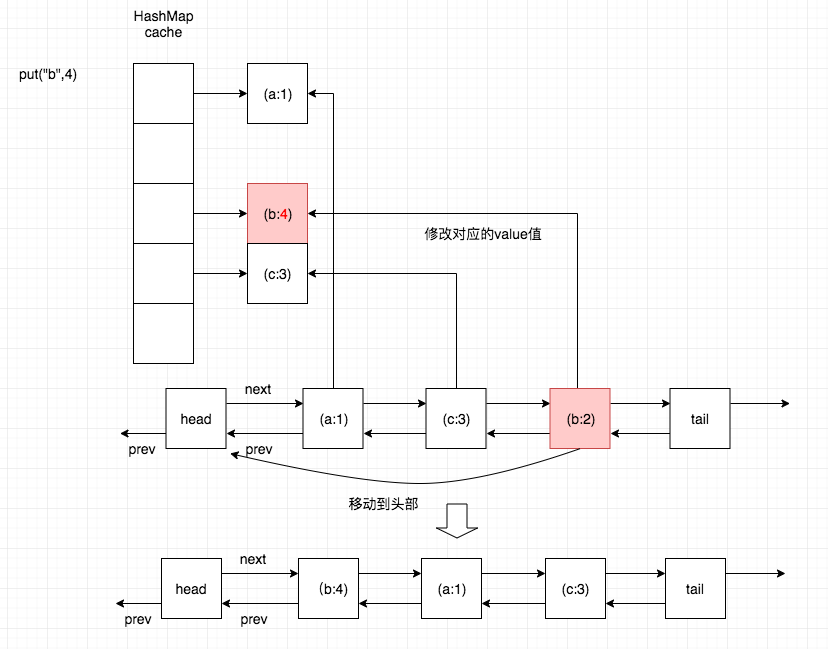 HashMap
cache
put("b",4)
(a:1)
(b:4)
修改对应的value值
(c:3)
next
head
(a:1)
(c:3)
(b:2)
tail
prev
prev
移动到头部
next
head
(b:4)
(a:1)
(c:3)
tail
prev
prev